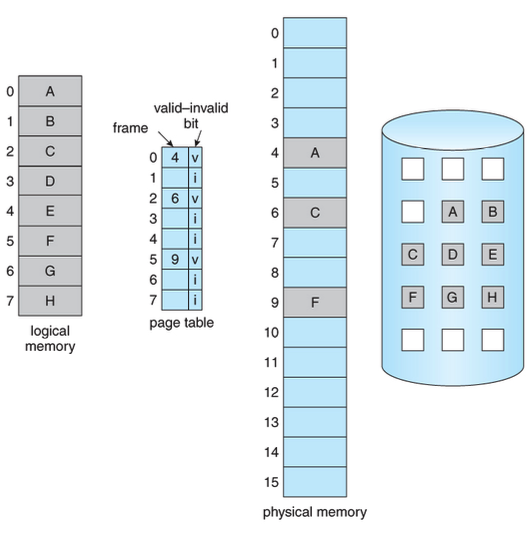 0 A
1 B
2 C
3 D
4 E
5 F
6 G
7 H
logical
memory
valid–invalid
bit
frame
0 4 v
1 i
2 6 v
3 i
4 i
5 9 v
6 i
7 i
page table
0
1
2
3
4 A
5
6 C
7
8
9 F
10
11
12
13
14
15
physical memory
A B
C D E
F G H